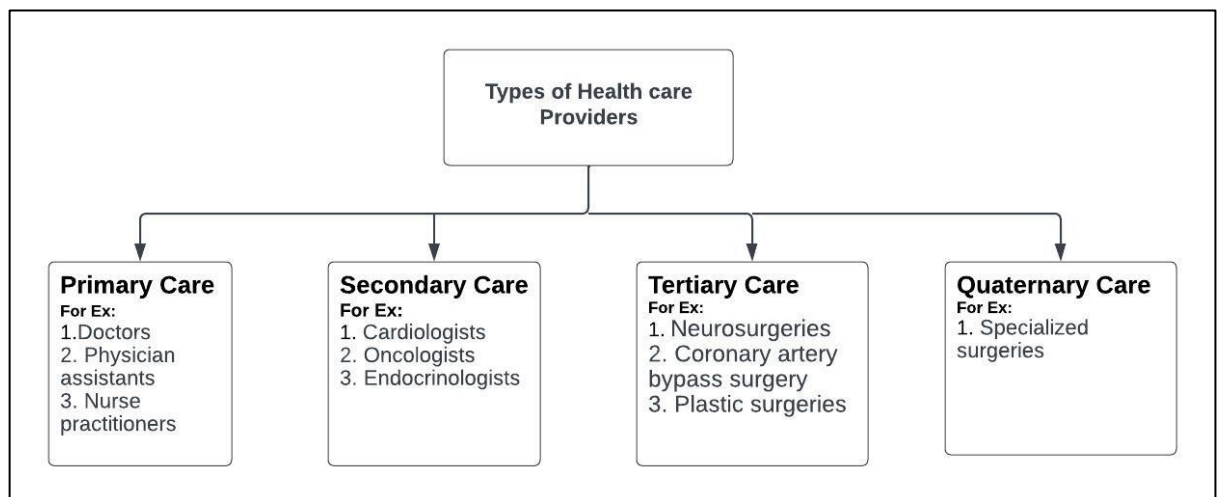 Types of Health care
Providers
Primary Care
For Ex:
1.Doctors
2. Physician
assistants
3. Nurse
practitioners
Secondary Care
For Ex:
1. Cardiologists
2. Oncologists
3. Endocrinologists
Tertiary Care
For Ex:
1. Neurosurgeries
2. Coronary artery
bypass surgery
3. Plastic surgeries
Quaternary Care
For Ex:
1. Specialized
surgeries